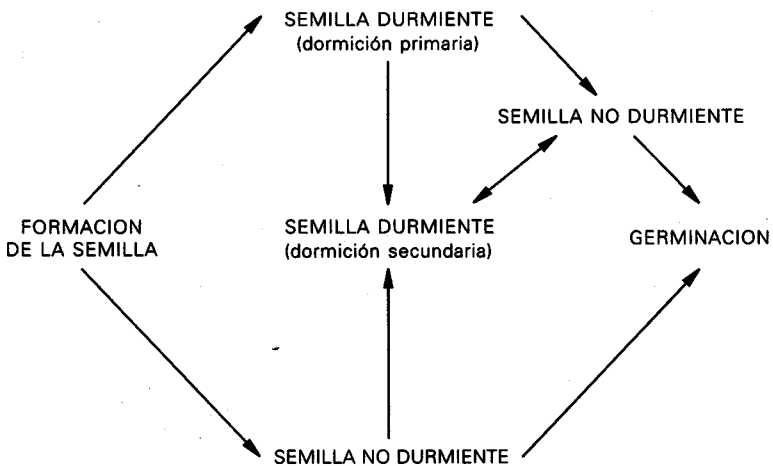 SEMILLA DURMIENTE
(dormición primaria)
SEMILLA NO DURMIENTE
FORMACION
DE LA SEMILLA
SEMILLA DURMIENTE
(dormición secundaria)
GERMINACION
SEMILLA NO DURMIENTE